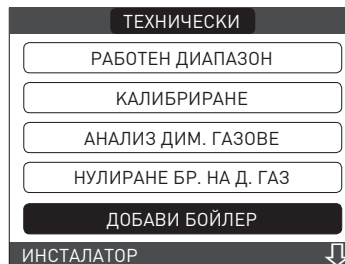 ТЕХНИЧЕСКИ
РАБОТЕН ДИАПАЗОН
КАЛИБРИРАНЕ
АНАЛИЗ ДИМ. ГАЗОВЕ
НУЛИРАНЕ БР. НА Д. ГАЗ
ДОБАВИ БОЙЛЕР
ИНСТАЛАТОР